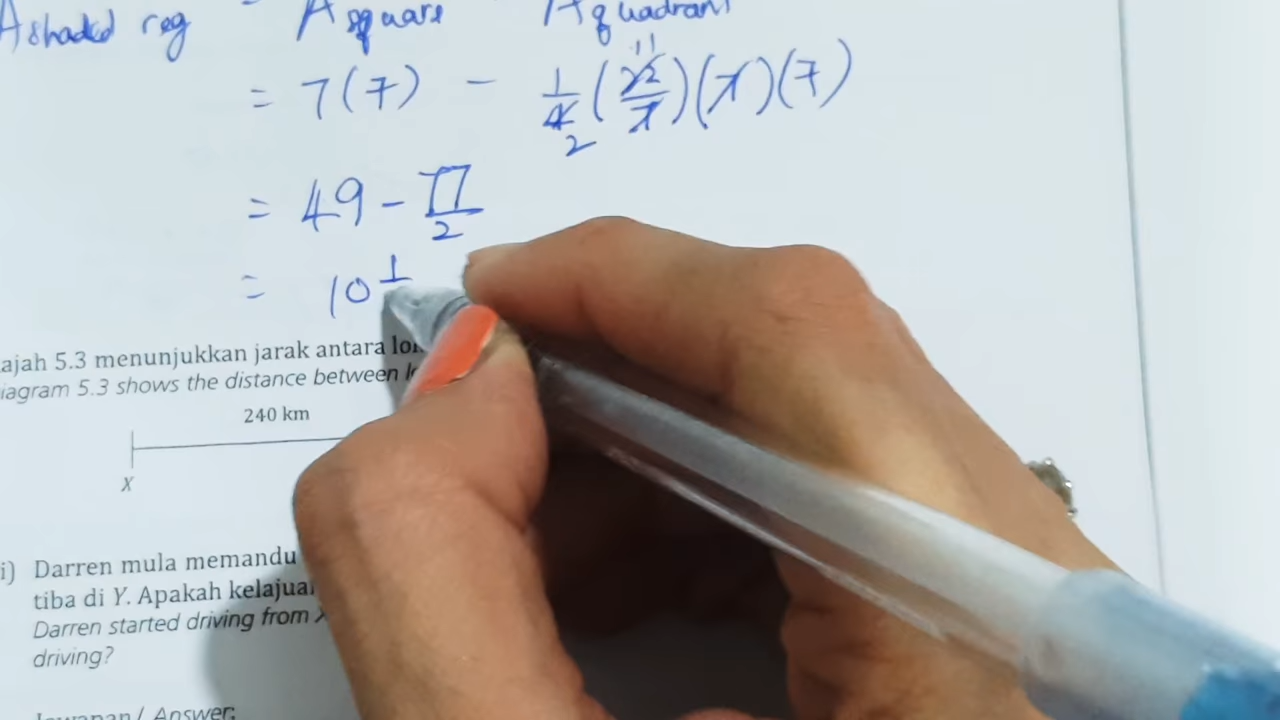 A shaded reg = A square - A quadrant
= 7(7) - 1/4 2 (22/7) 11 (7)(7)
= 49 - 77/2
= 10 1
ajah 5.3 menunjukkan jarak antara
iagram 5.3 shows the distance between
240 km
X
i) Darren mula memandu
tiba di Y. Apakah
Darren started driving from X
driving?
Jawapan/ Answer: